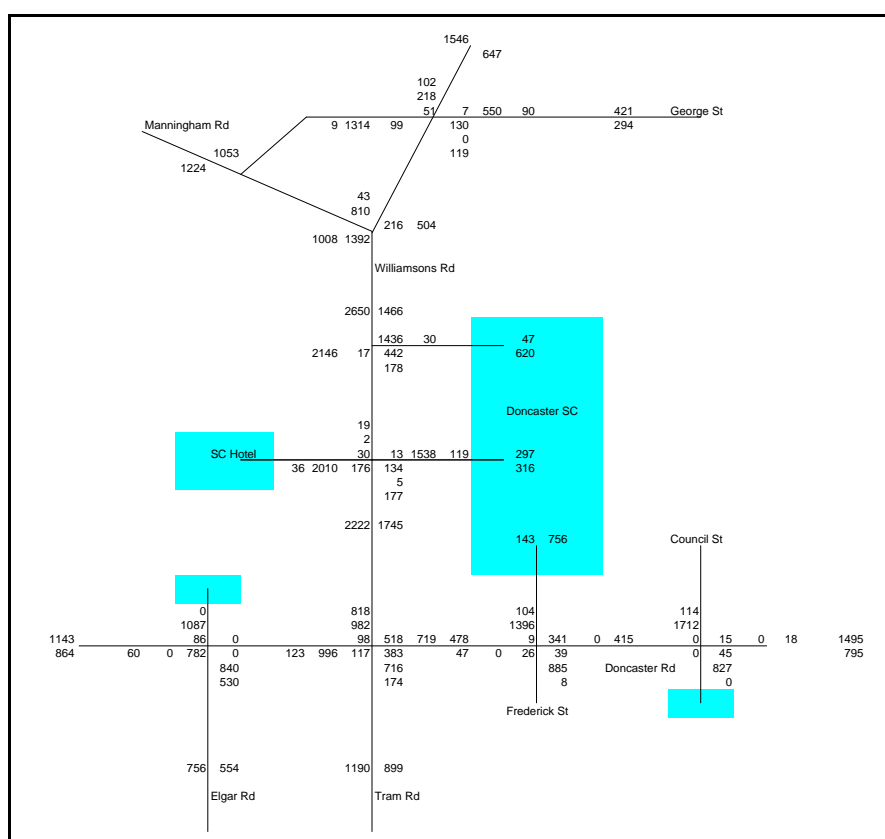 1546
647
102
218
51 7 550 90 421 George St
Manningham Rd 9 1314 99 130 294
0
1053 119
1224
43
810
216 504
1008 1392
Williamsons Rd
2650 1466
1436 30 47
2146 17 442 620
178
Doncaster SC
19
2
SC Hotel 30 13 1538 119 297
36 2010 176 134 316
5
177
2222 1745
143 756 Council St
0 818 104 114
1087 982 1396 1712
1143 86 0 98 518 719 478 9 341 0 415 0 15 0 18 1495
864 60 0 782 0 123 996 117 383 47 0 26 39 Doncaster Rd 0 45 795
840 716 885 827
530 174 8 0
Frederick St
756 554 1190 899
Elgar Rd Tram Rd